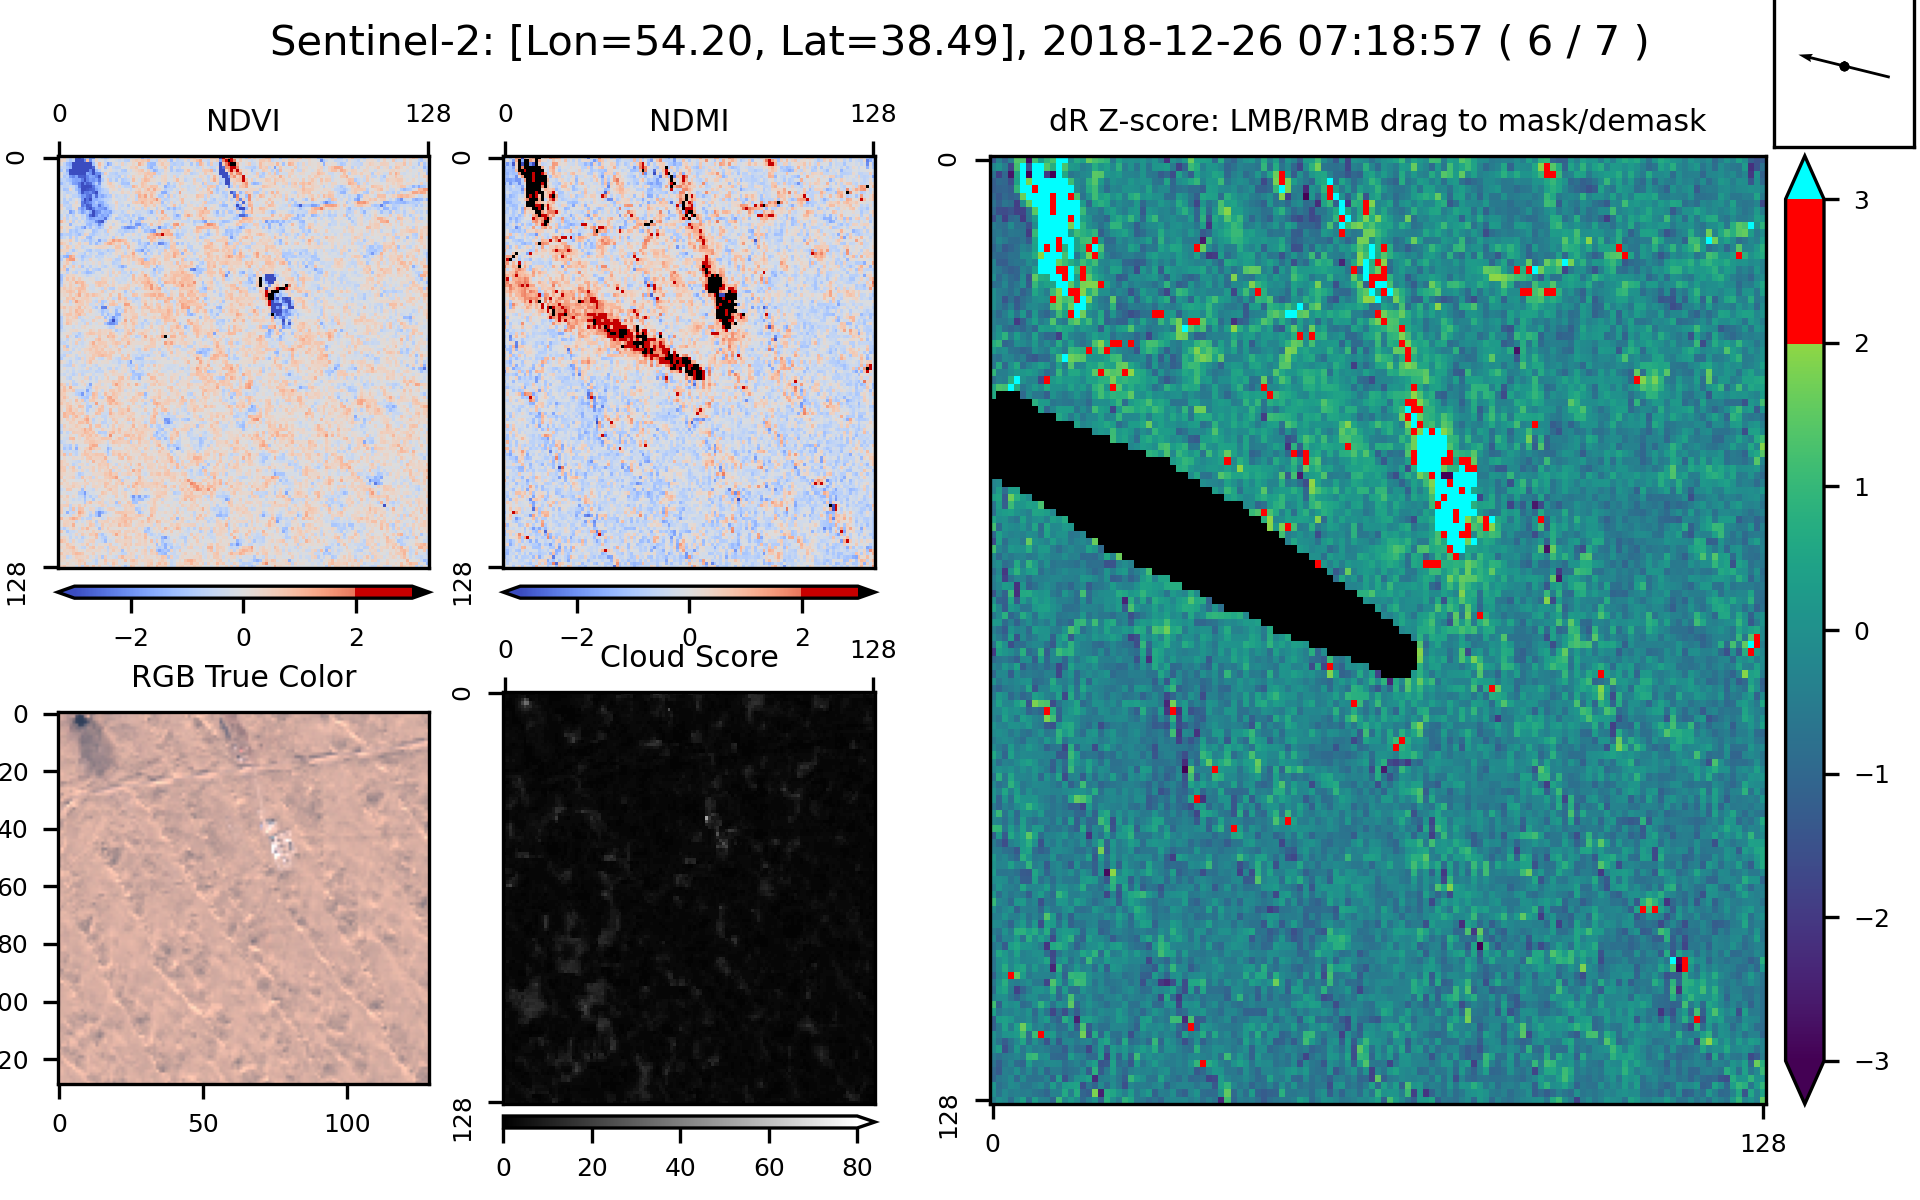 Sentinel-2: [Lon=54.20, Lat=38.49], 2018-12-26 07:18:57 ( 6 / 7 )
0 128
NDVI
0
128
−2 0 2
0 128
NDMI
0
128
−2 0 2
dR Z-score: LMB/RMB drag to mask/demask
0
128
0 128
3
2
1
0
−1
−2
−3
RGB True Color
0
20
40
60
80
00
20
0 50 100
0 128
Cloud Score
0
128
0 20 40 60 80